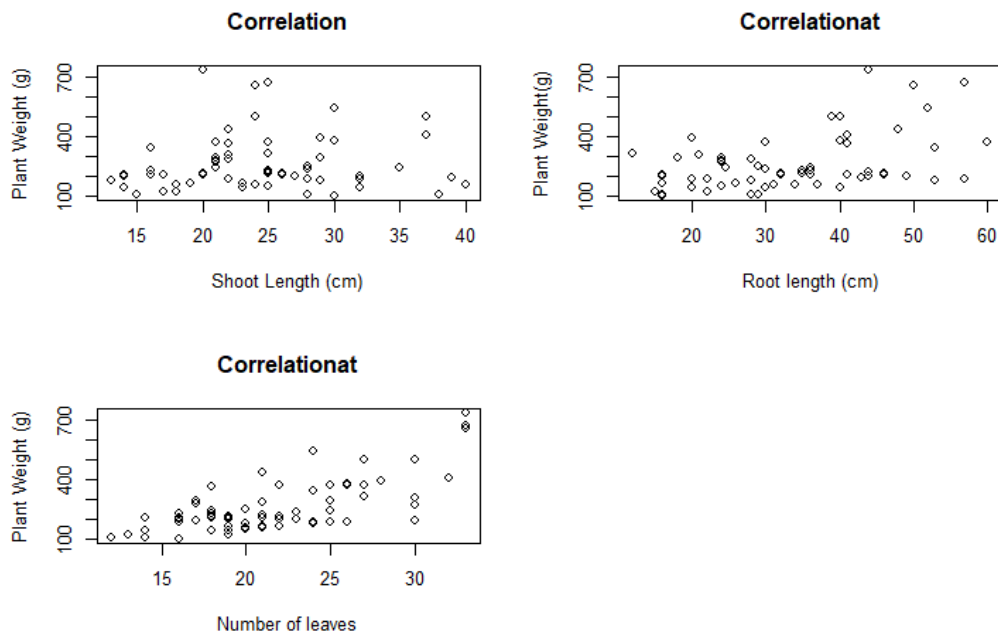 Correlation
Plant Weight (g)
700
400
100
15 20 25 30 35 40
Shoot Length (cm)
Correlationat
Plant Weight(g)
700
400
100
20 30 40 50 60
Root length (cm)
Correlationat
Plant Weight (g)
700
400
100
15 20 25 30
Number of leaves